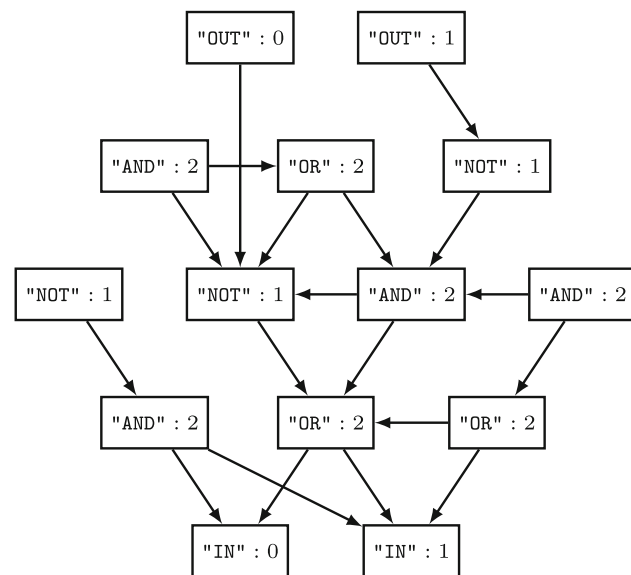 "OUT" : 0 "OUT" : 1
"AND" : 2 "OR" : 2 "NOT" : 1
"NOT" : 1 "NOT" : 1 "AND" : 2 "AND" : 2
"AND" : 2 "OR" : 2 "OR" : 2
"IN" : 0 "IN" : 1